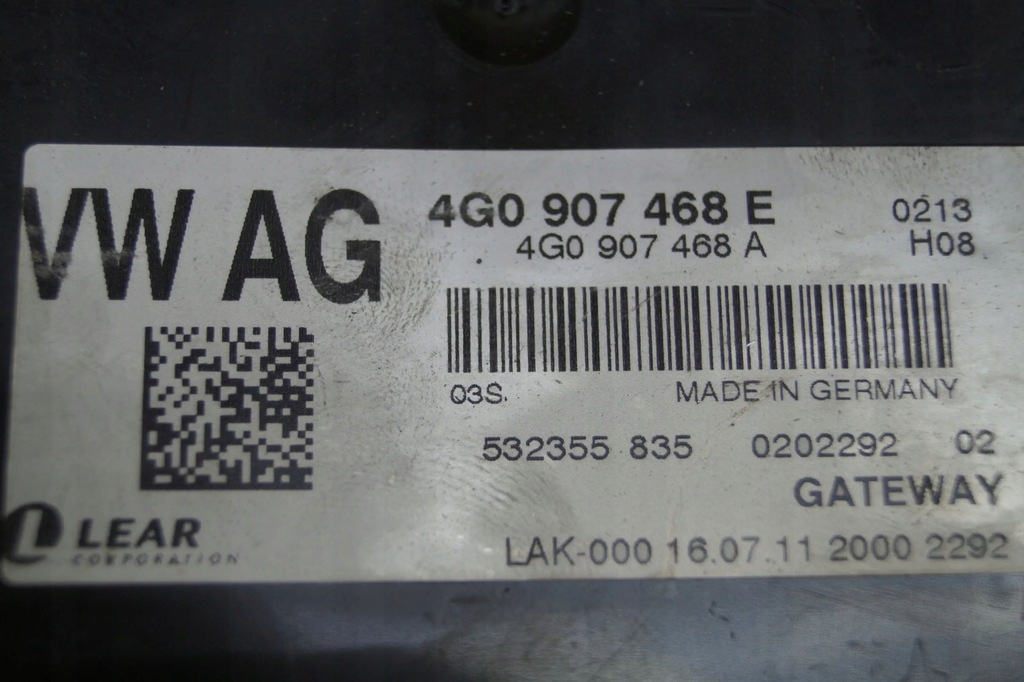 VW AG
4G0 907 468 E 0213
4G0 907 468 A H08
03S. MADE IN GERMANY
532355 835 0202292 02
GATEWAY
LEAR
CORPORATION
LAK-000 16.07.11 2000 2292